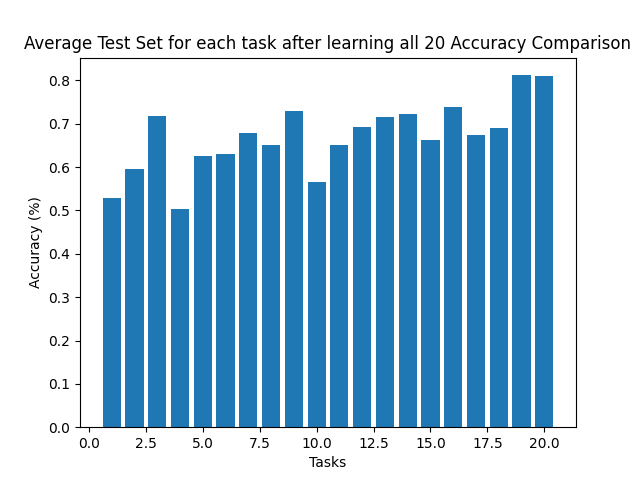 Average Test Set for each task after learning all 20 Accuracy Comparison
0.8
0.7
0.6
0.5
0.4
0.3
0.2
0.1
0.0
Accuracy (%)
0.0 2.5 5.0 7.5 10.0 12.5 15.0 17.5 20.0
Tasks